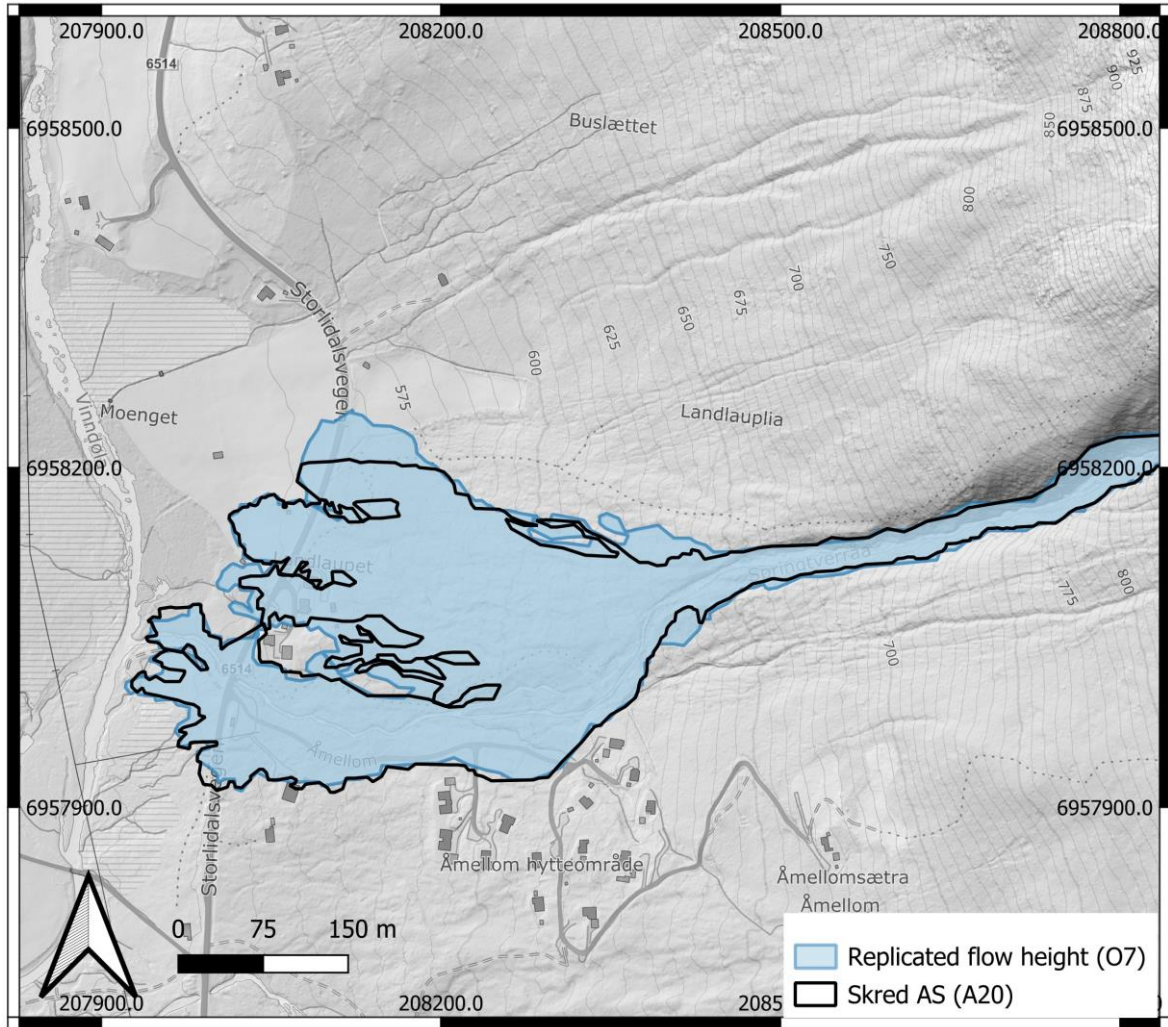 207900.0 208200.0 208500.0 208800.0
6514
925
900
875
850
6958500.0 6958500.0
Buslættet
800
750
700
675
650
625
600
Storlidalsvegen
575
Moenget
Landlauplia
Vinndøla
6958200.0 6958200.0
Landlaupet
Springtverråa
800
775
700
6514
Åmellom
6957900.0 6957900.0
Storlidalsvegen
Åmellom hytteområde
Åmellomsætra
Åmellom
0 75 150 m
Replicated flow height (O7)
Skred AS (A20)
207900.0 208200.0